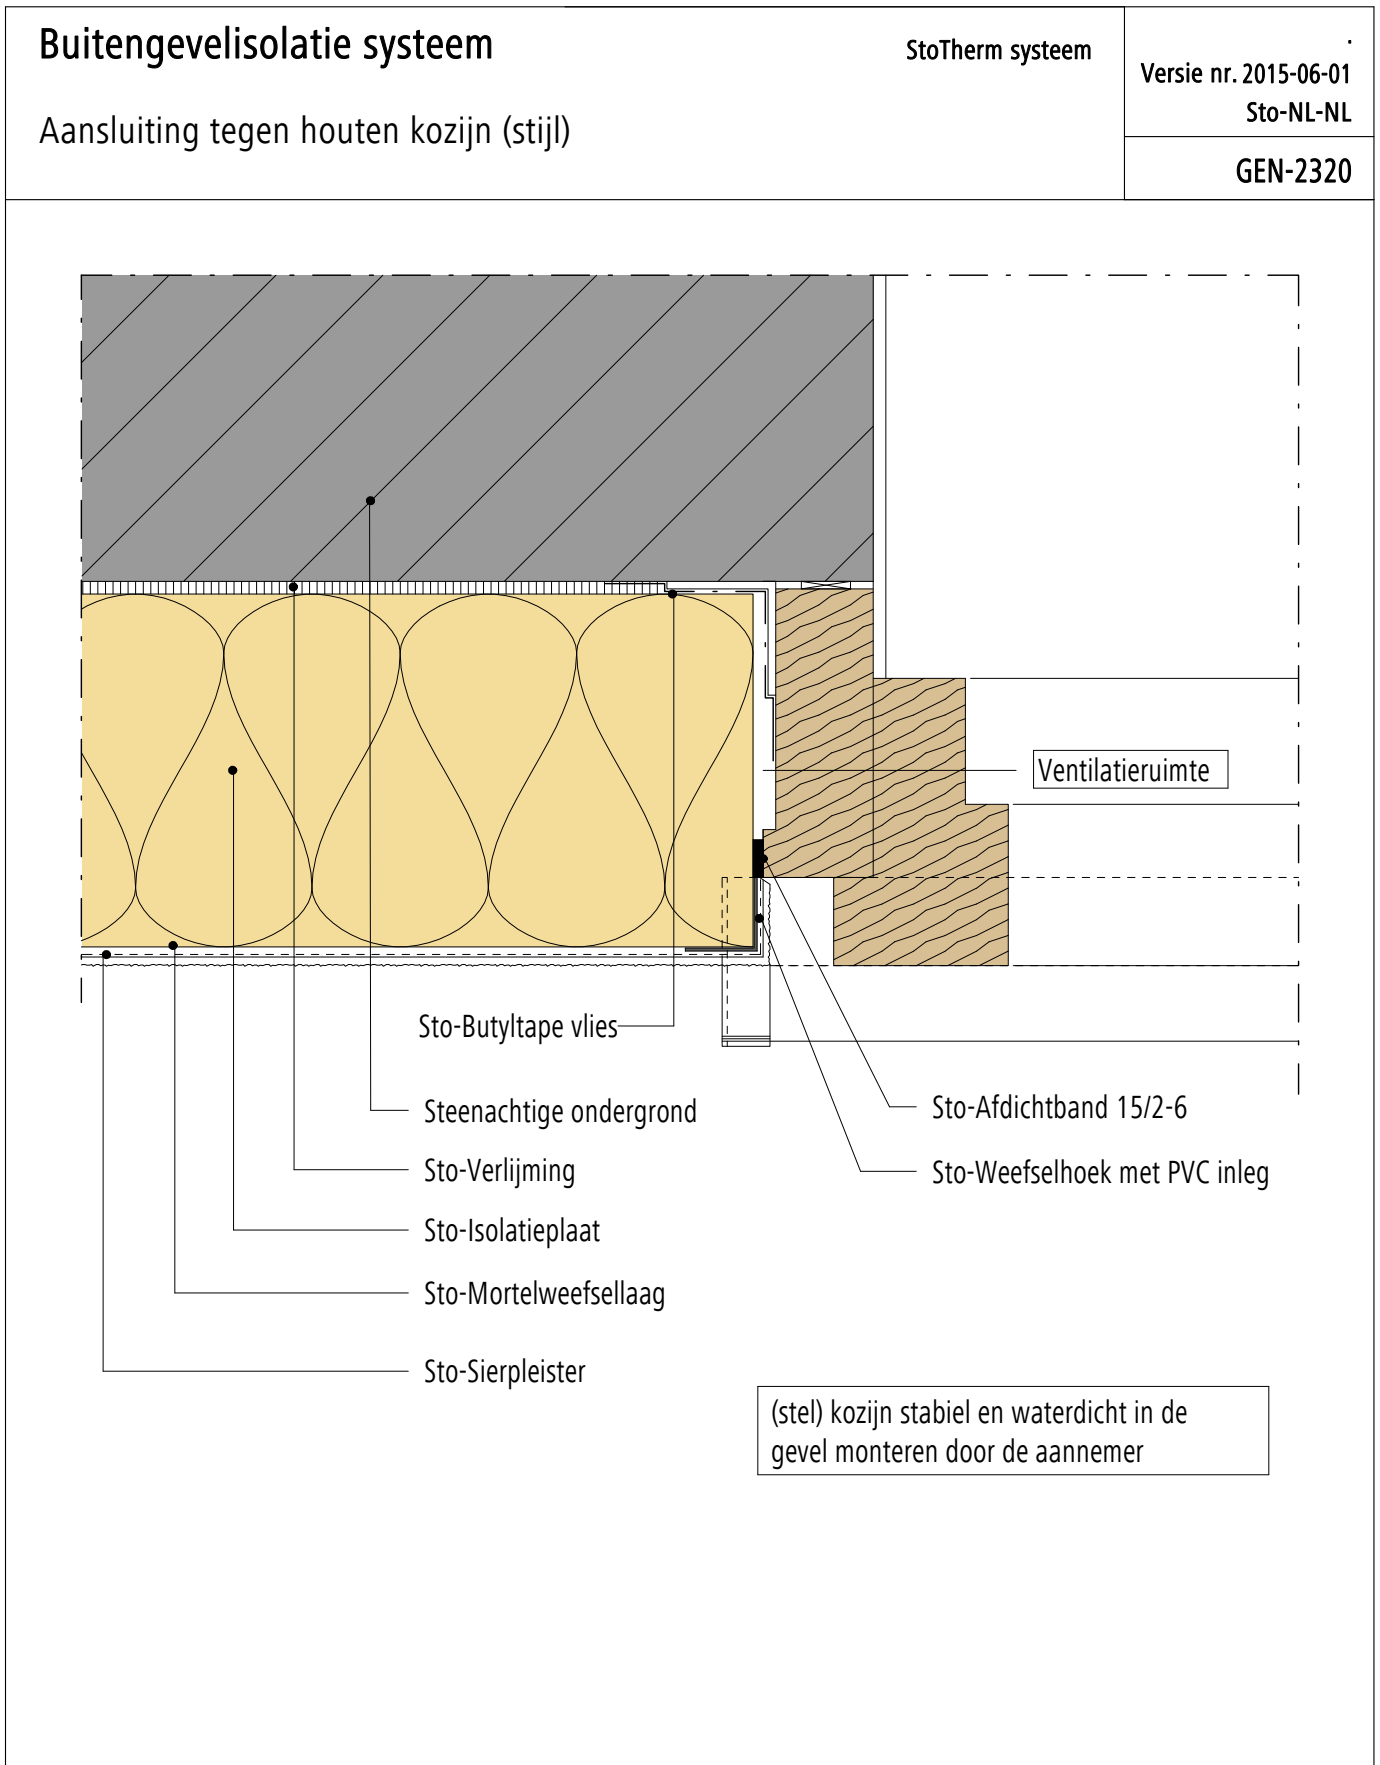 Buitengevelisolatie systeem
StoTherm systeem
.
Versie nr. 2015-06-01
Sto-NL-NL
Aansluiting tegen houten kozijn (stijl)
GEN-2320
Ventilatieruimte
Sto-Butyltape vlies
Steenachtige ondergrond
Sto-Afdichtband 15/2-6
Sto-Verlijming
Sto-Weefselhoek met PVC inleg
Sto-Isolatieplaat
Sto-Mortelweefsellaag
Sto-Sierpleister
(stel) kozijn stabiel en waterdicht in de
gevel monteren door de aannemer